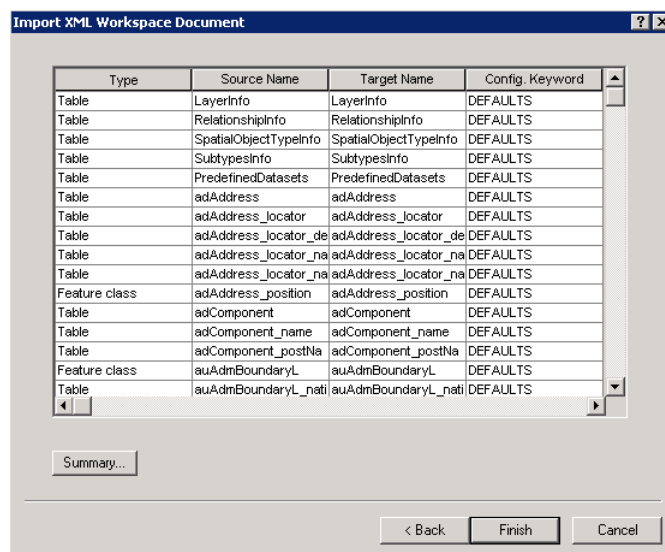 Import XML Workspace Document
Type Source Name Target Name Config. Keyword
Table LayerInfo LayerInfo DEFAULTS
Table RelationshipInfo RelationshipInfo DEFAULTS
Table SpatialObjectTypeInfo SpatialObjectTypeInfo DEFAULTS
Table SubtypesInfo SubtypesInfo DEFAULTS
Table PredefinedDatasets PredefinedDatasets DEFAULTS
Table adAddress adAddress DEFAULTS
Table adAddress_locator adAddress_locator DEFAULTS
Table adAddress_locator_de adAddress_locator_de DEFAULTS
Table adAddress_locator_na adAddress_locator_na DEFAULTS
Table adAddress_locator_na adAddress_locator_na DEFAULTS
Feature class adAddress_position adAddress_position DEFAULTS
Table adComponent adComponent DEFAULTS
Table adComponent_name adComponent_name DEFAULTS
Table adComponent_postNa adComponent_postNa DEFAULTS
Feature class auAdmBoundaryL auAdmBoundaryL DEFAULTS
Table auAdmBoundaryL_nati auAdmBoundaryL_nati DEFAULTS
Summary...
< Back Finish Cancel